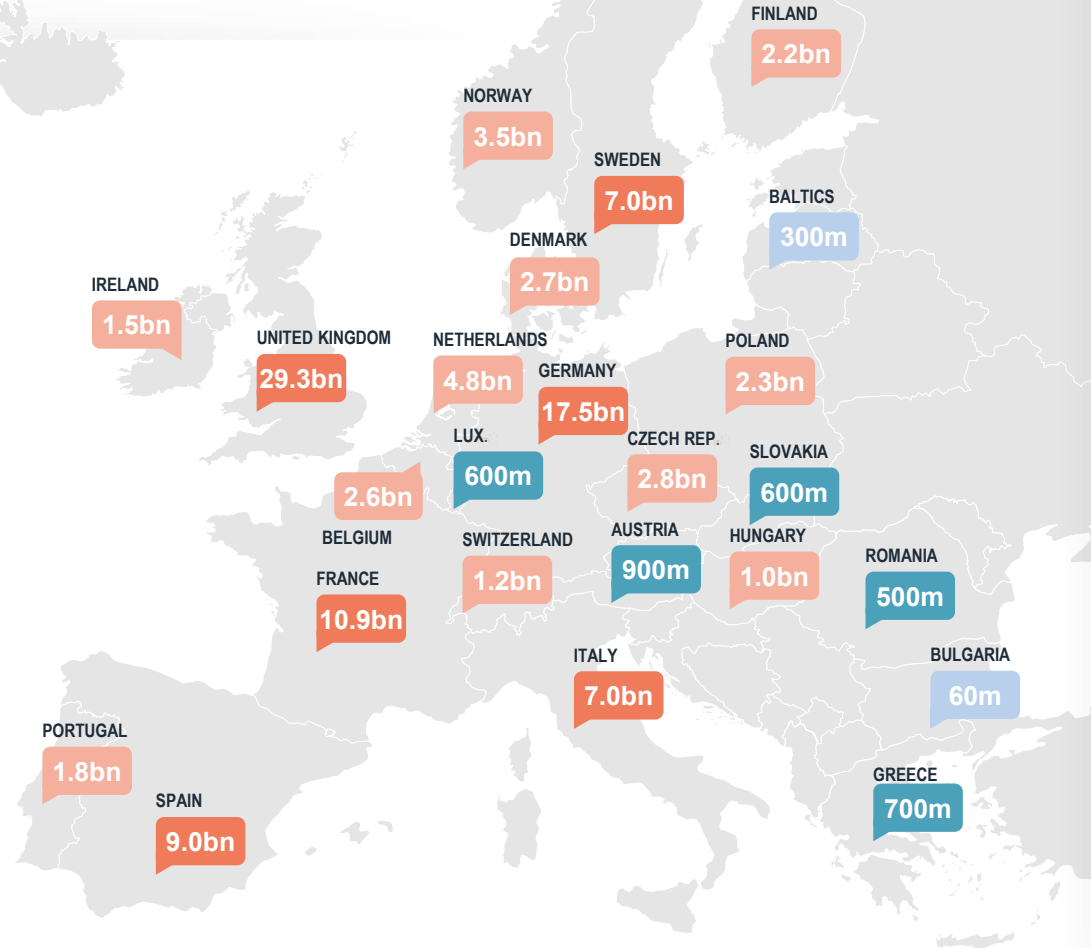 FINLAND
2.2bn
NORWAY
3.5bn
SWEDEN
7.0bn
BALTICS
300m
DENMARK
2.7bn
IRELAND
1.5bn
UNITED KINGDOM
29.3bn
NETHERLANDS
4.8bn
GERMANY
17.5bn
POLAND
2.3bn
LUX.
600m
CZECH REP.
2.8bn
SLOVAKIA
600m
2.6bn
BELGIUM
SWITZERLAND
1.2bn
AUSTRIA
900m
HUNGARY
1.0bn
ROMANIA
500m
FRANCE
10.9bn
ITALY
7.0bn
BULGARIA
60m
PORTUGAL
1.8bn
SPAIN
9.0bn
GREECE
700m